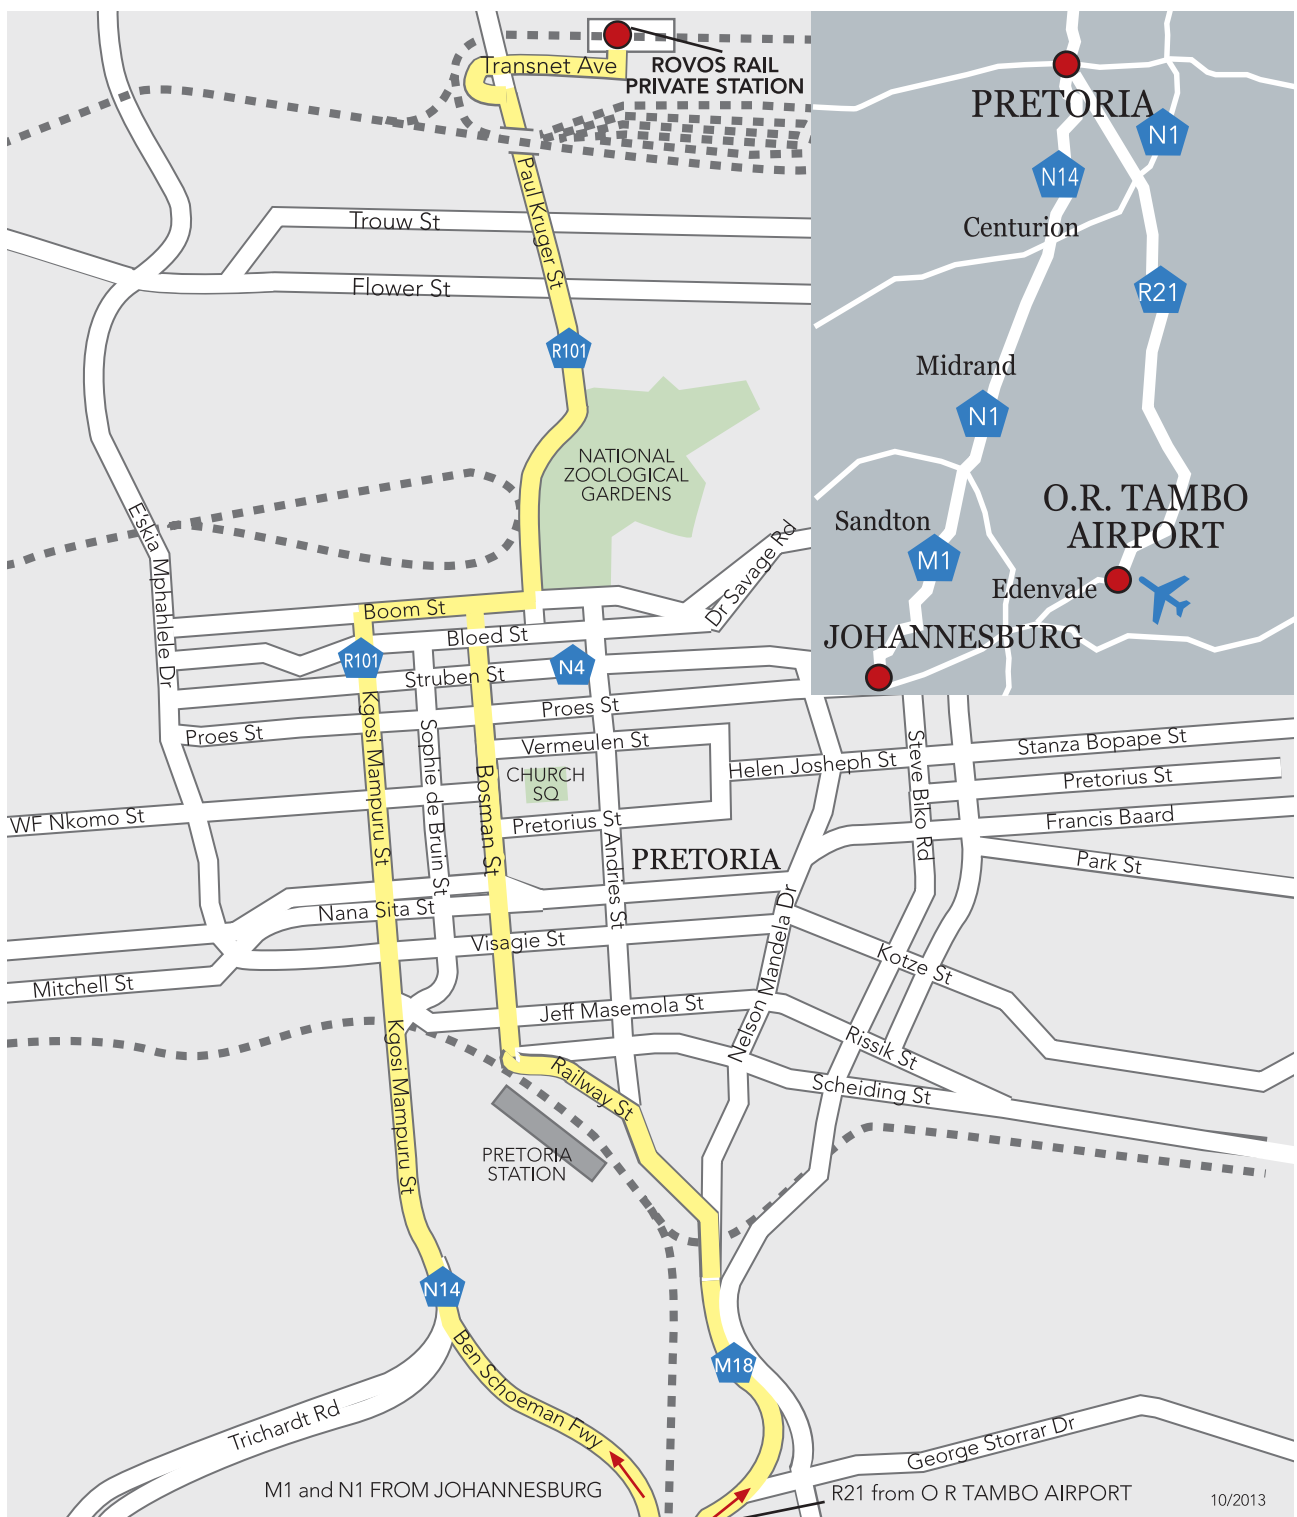 Transnet Ave
ROVOS RAIL
PRIVATE STATION
Paul Kruger St
Trouw St
Flower St
R101
NATIONAL
ZOOLOGICAL
GARDENS
E'skia Mphahlele Dr
Dr Savage Rd
Boom St
Bloed St
R101
N4
Struben St
Proes St
Proes St
Kgosi Mampuru St
Sophie de Bruin St
Bosman St
Vermeulen St
CHURCH
SQ
Helen Josheph St
Steve Biko Rd
Stanza Bopape St
Pretorius St
Francis Baard
Park St
WF Nkomo St
Pretorius St
Andries St
PRETORIA
Nana Sita St
Visagie St
Nelson Mandela Dr
Kotze St
Mitchell St
Jeff Masemola St
Rissik St
Scheiding St
Kgosi Mampuru St
Railway St
PRETORIA
STATION
N14
Ben Schoeman Fwy
M18
Trichardt Rd
George Storrar Dr
M1 and N1 FROM JOHANNESBURG
R21 from O R TAMBO AIRPORT
10/2013
PRETORIA
N1
N14
Centurion
R21
Midrand
N1
O.R. TAMBO
AIRPORT
Sandton
M1
Edenvale
JOHANNESBURG